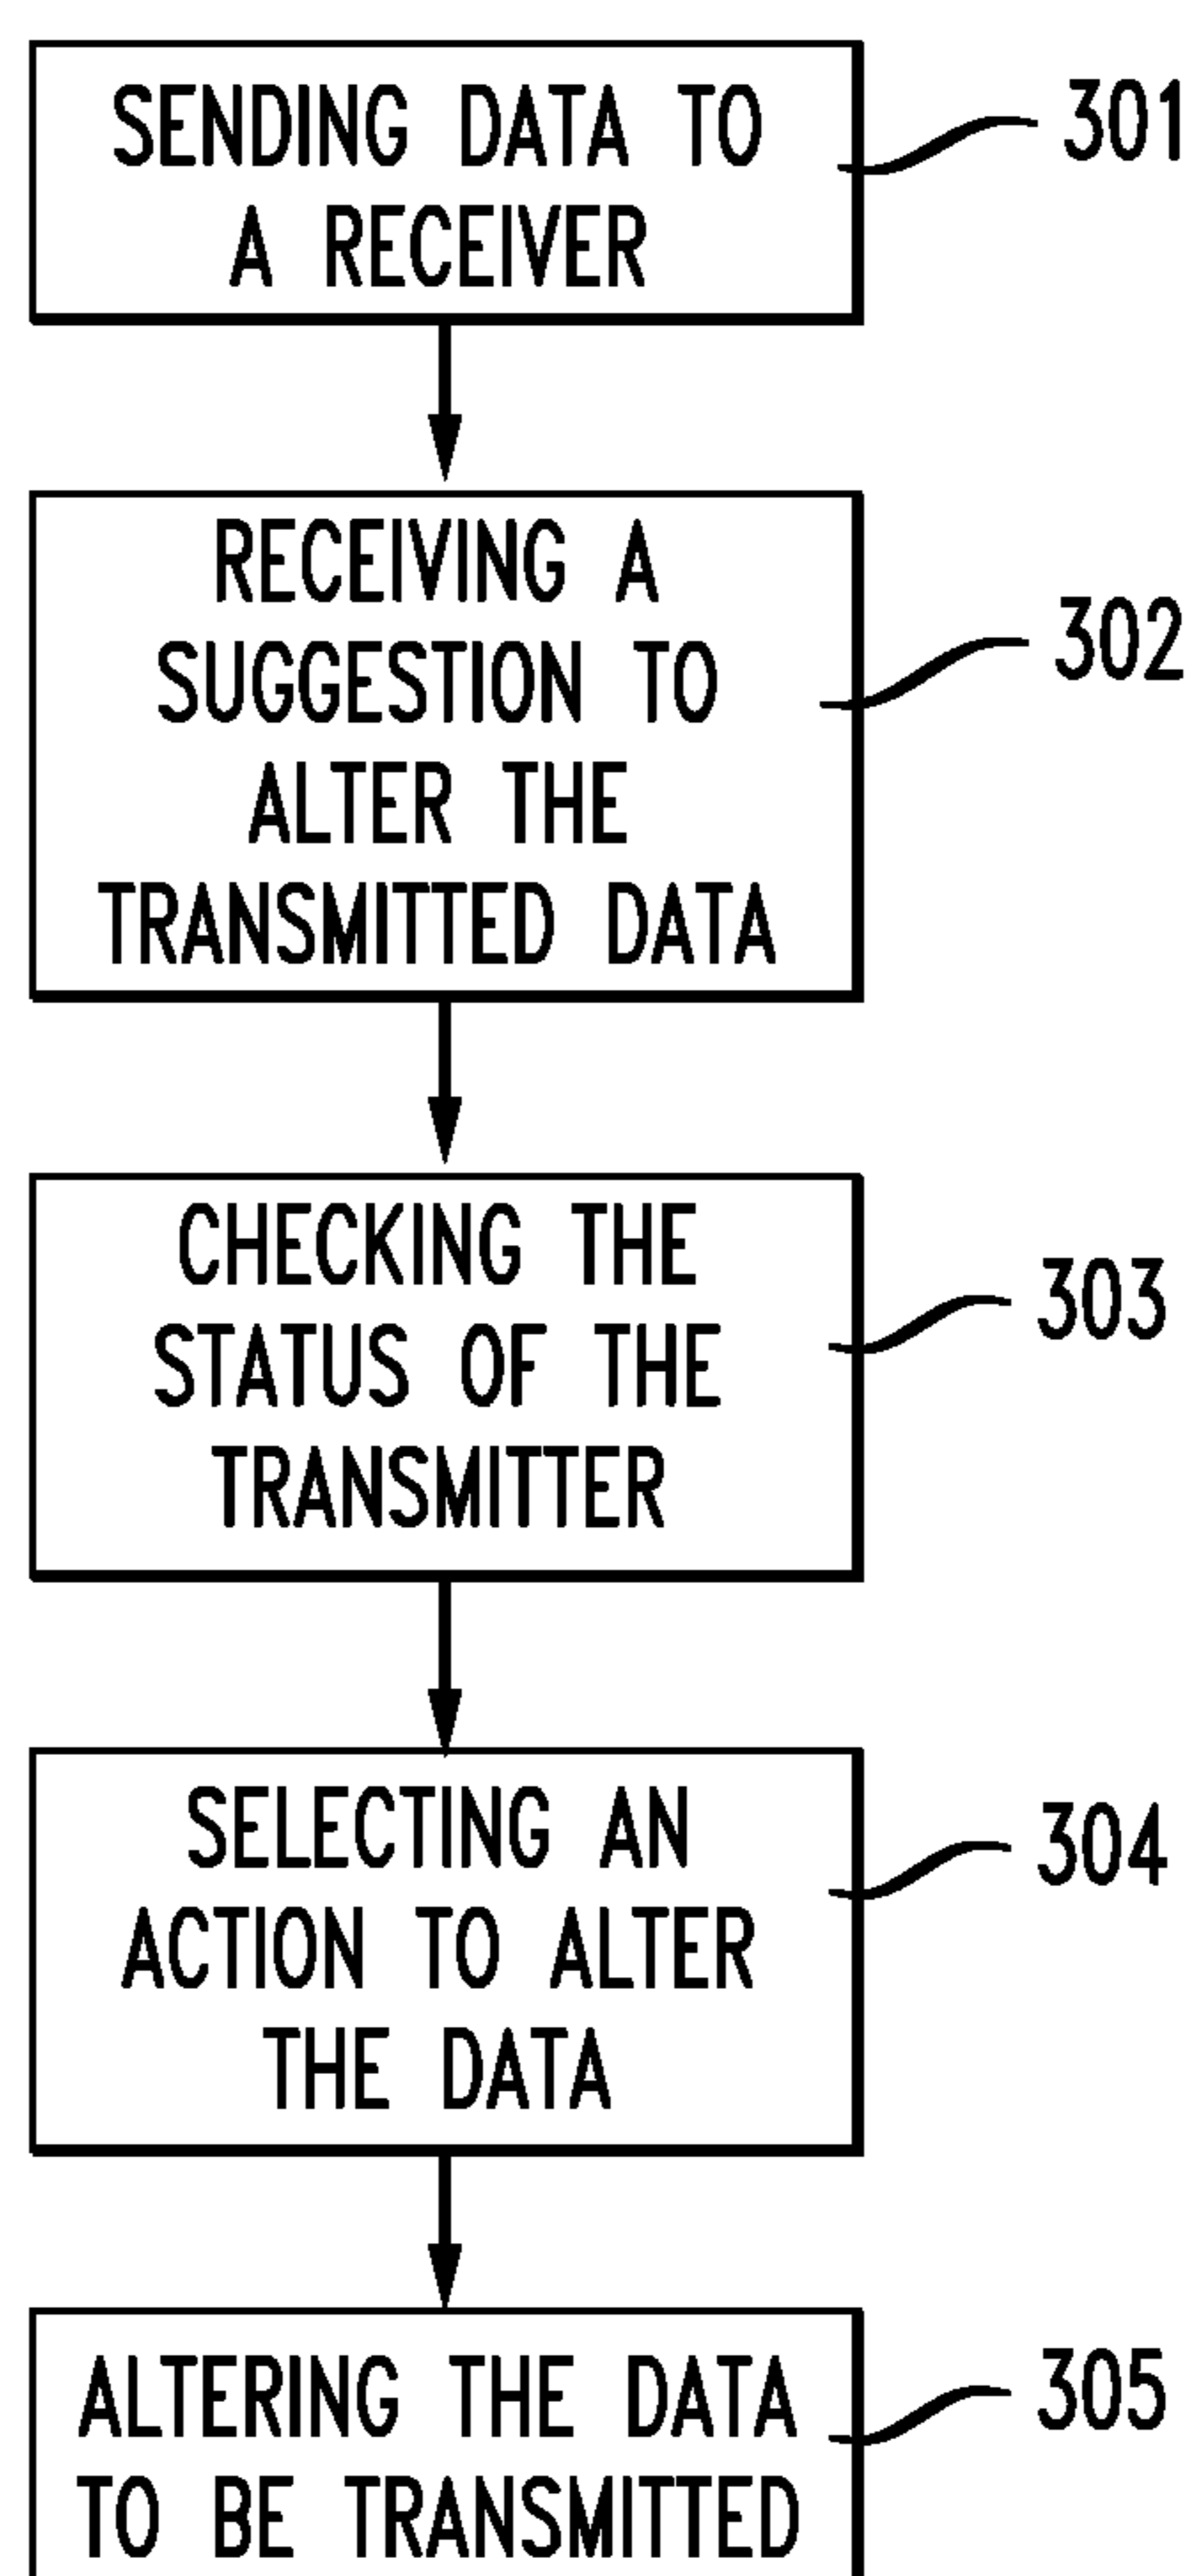 SENDING DATA TO
A RECEIVER
301
RECEIVING A
SUGGESTION TO
ALTER THE
TRANSMITTED DATA
302
CHECKING THE
STATUS OF THE
TRANSMITTER
303
SELECTING AN
ACTION TO ALTER
THE DATA
304
ALTERING THE DATA
TO BE TRANSMITTED
305